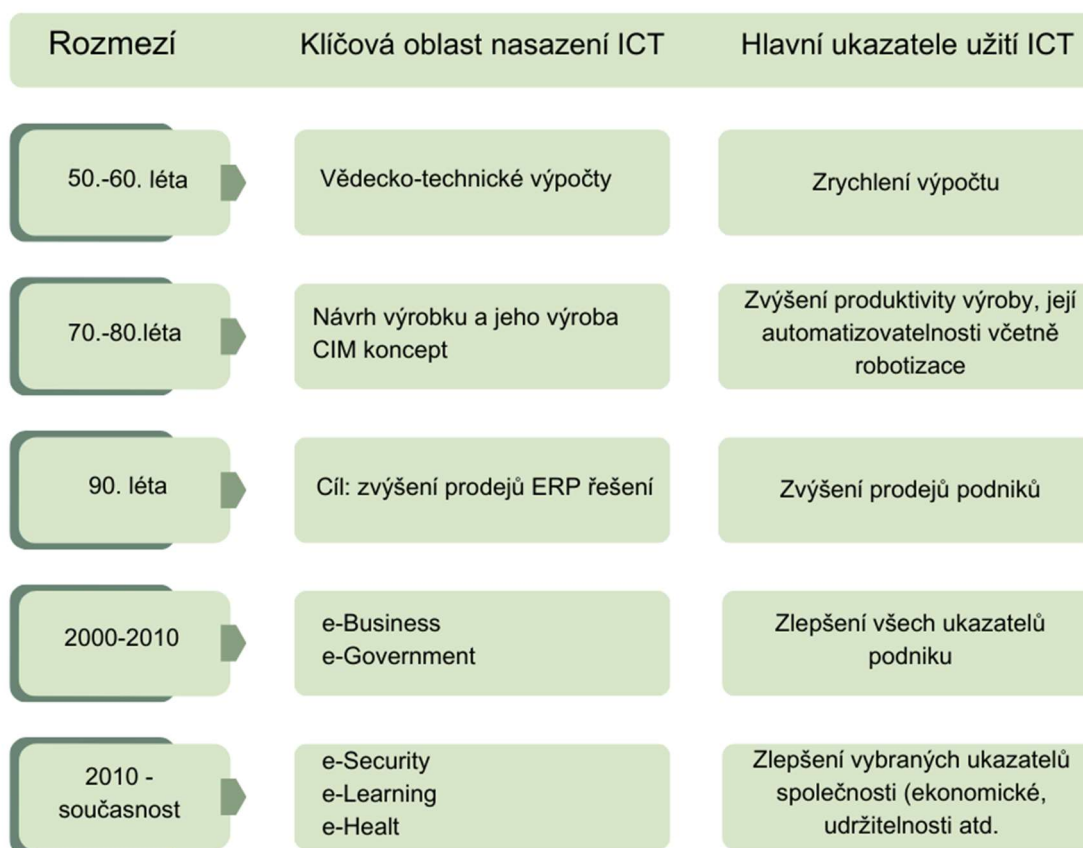 Rozmezí
Klíčová oblast nasazení ICT
Hlavní ukazatele užití ICT
50.-60. léta
Vědecko-technické výpočty
Zrychlení výpočtu
70.-80.léta
Návrh výrobku a jeho výroba
CIM koncept
Zvýšení produktivity výroby, její
automatizovatelnosti včetně
robotizace
90. léta
Cíl: zvýšení prodejů ERP řešení
Zvýšení prodejů podniků
2000-2010
e-Business
e-Government
Zlepšení všech ukazatelů
podniku
2010 -
současnost
e-Security
e-Learning
e-Healt
Zlepšení vybraných ukazatelů
společnosti (ekonomické,
udržitelnosti atd.